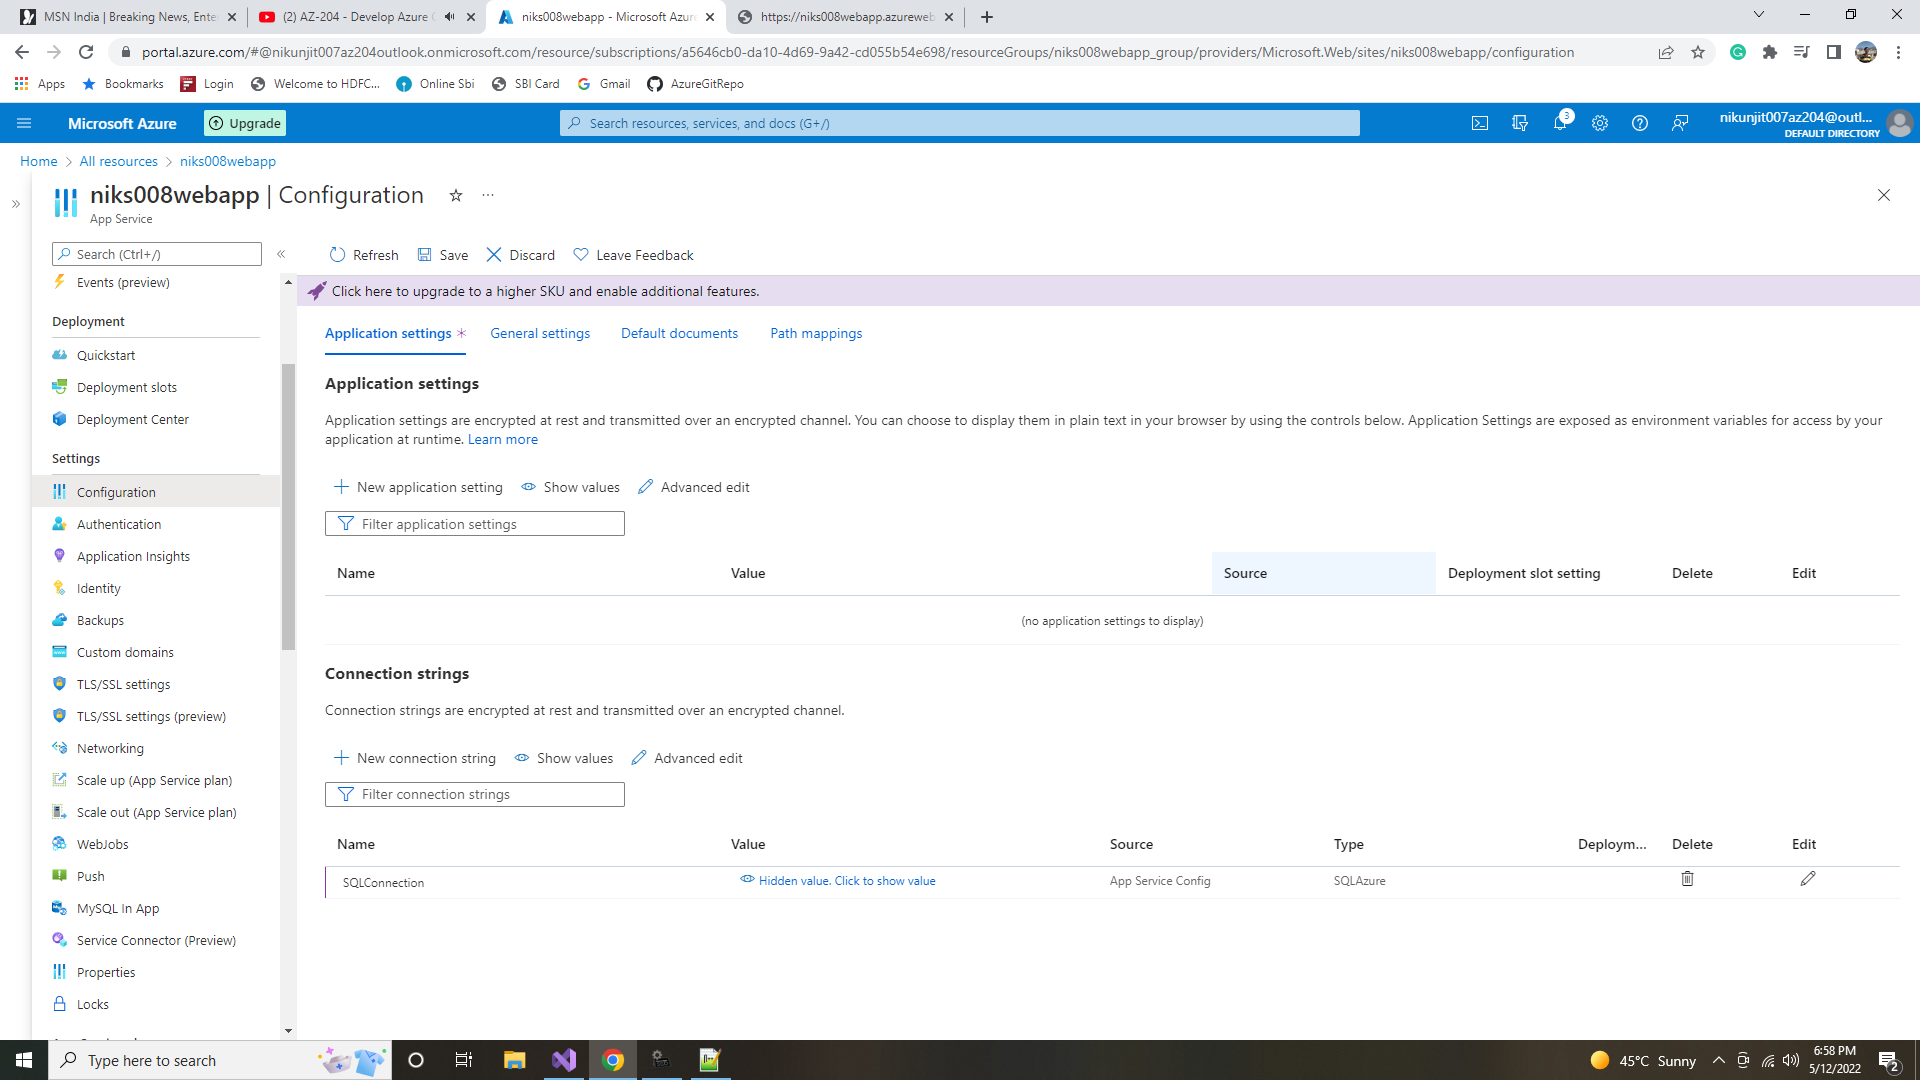 MSN India | Breaking News, Enter
(2) AZ-204 - Develop Azure C
niks008webapp - Microsoft Azure
https://niks008webapp.azureweb
portal.azure.com/#@nikunjit007az204outlook.onmicrosoft.com/resource/subscriptions/a5646cb0-da10-4d69-9a42-cd055b54e698/resourceGroups/niks008webapp_group/providers/Microsoft.Web/sites/niks008webapp/configuration
Apps Bookmarks Login Welcome to HDFC... Online Sbi SBI Card Gmail AzureGitRepo
Microsoft Azure Upgrade Search resources, services, and docs (G+/) 3 nikunjit007az204@outl...
DEFAULT DIRECTORY
Home > All resources > niks008webapp
niks008webapp | Configuration
App Service
Search (Ctrl+/)
Refresh Save Discard Leave Feedback
Events (preview)
Deployment
Quickstart
Deployment slots
Deployment Center
Settings
Configuration
Authentication
Application Insights
Identity
Backups
Custom domains
TLS/SSL settings
TLS/SSL settings (preview)
Networking
Scale up (App Service plan)
Scale out (App Service plan)
WebJobs
Push
MySQL In App
Service Connector (Preview)
Properties
Locks
Click here to upgrade to a higher SKU and enable additional features.
Application settings * General settings Default documents Path mappings
Application settings
Application settings are encrypted at rest and transmitted over an encrypted channel. You can choose to display them in plain text in your browser by using the controls below. Application Settings are exposed as environment variables for access by your
application at runtime. Learn more
New application setting Show values Advanced edit
Filter application settings
Name Value Source Deployment slot setting Delete Edit
(no application settings to display)
Connection strings
Connection strings are encrypted at rest and transmitted over an encrypted channel.
New connection string Show values Advanced edit
Filter connection strings
Name Value Source Type Deploym... Delete Edit
SQLConnection Hidden value. Click to show value App Service Config SQLAzure
Type here to search
45°C Sunny
6:58 PM
5/12/2022
2